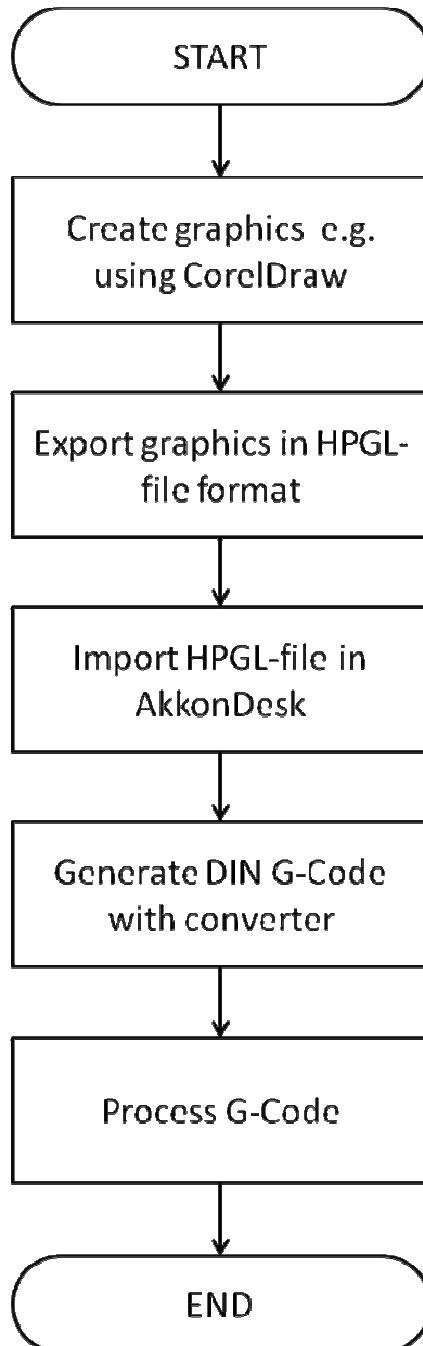 START
Create graphics e.g.
using CorelDraw
Export graphics in HPGL-
file format
Import HPGL-file in
AkkonDesk
Generate DIN G-Code
with converter
Process G-Code
END